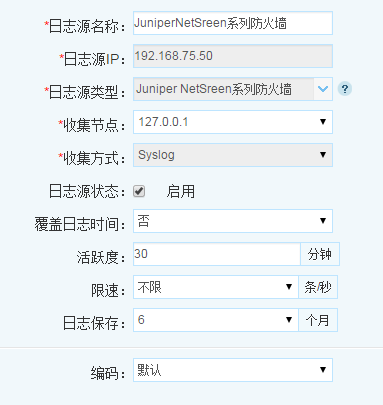 *日志源名称： JuniperNetSreen系列防火墙
*日志源IP： 192.168.75.50
*日志源类型： Juniper NetSreen系列防火墙 ?
*收集节点： 127.0.0.1
*收集方式： Syslog
日志源状态： 启用
覆盖日志时间： 否
活跃度： 30 分钟
限速： 不限 条/秒
日志保存： 6 个月
编码： 默认